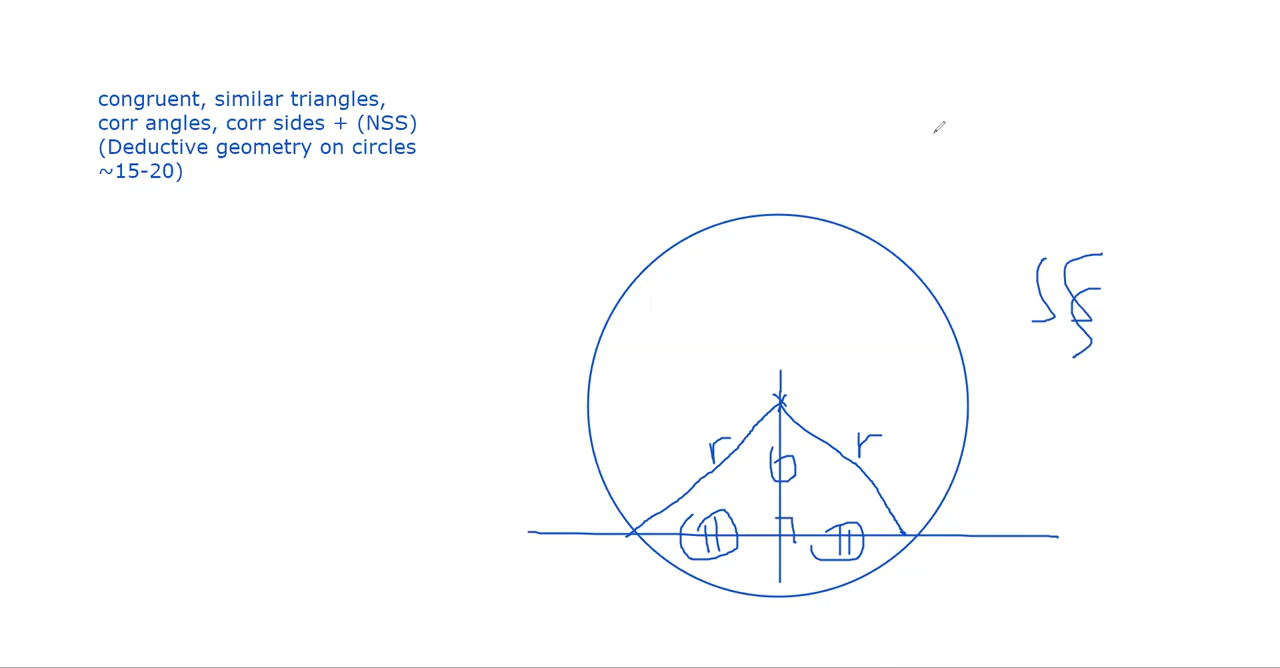 congruent, similar triangles,
corr angles, corr sides + (NSS)
(Deductive geometry on circles
~15-20)
r
r
b